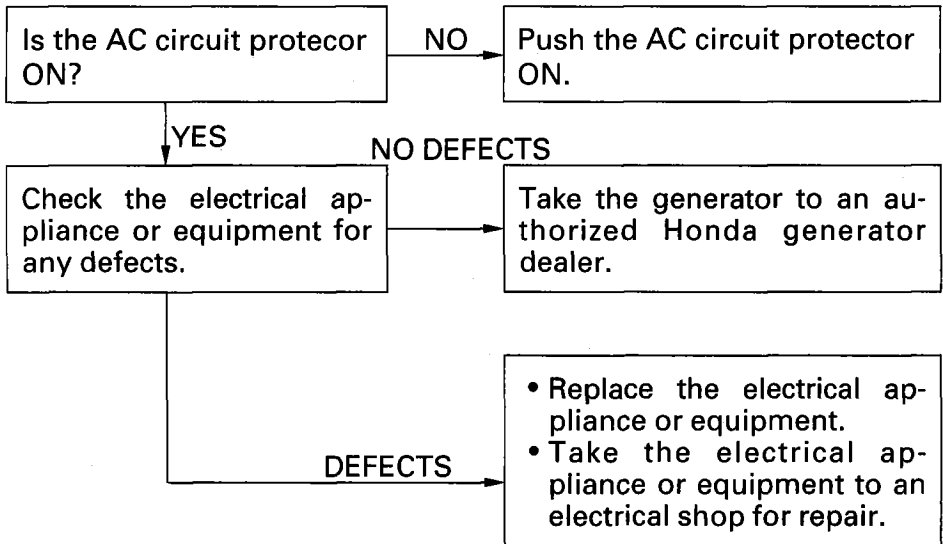 Is the AC circuit protecor
ON?
NO
Push the AC circuit protector
ON.
YES
NO DEFECTS
Check the electrical ap-
pliance or equipment for
any defects.
Take the generator to an au-
thorized Honda generator
dealer.
DEFECTS
• Replace the electrical ap-
pliance or equipment.
• Take the electrical ap-
pliance or equipment to an
electrical shop for repair.